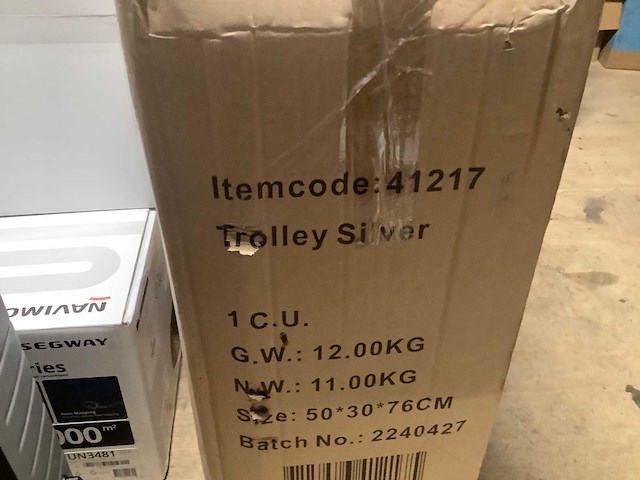 Itemcode: 41217
Trolley Silver
1 C.U.
G.W.: 12.00KG
N.W.: 11.00KG
Size: 50*30*76CM
Batch No.: 2240427
NAVIMO
SEGWAY
ries
000 m²
UN3481